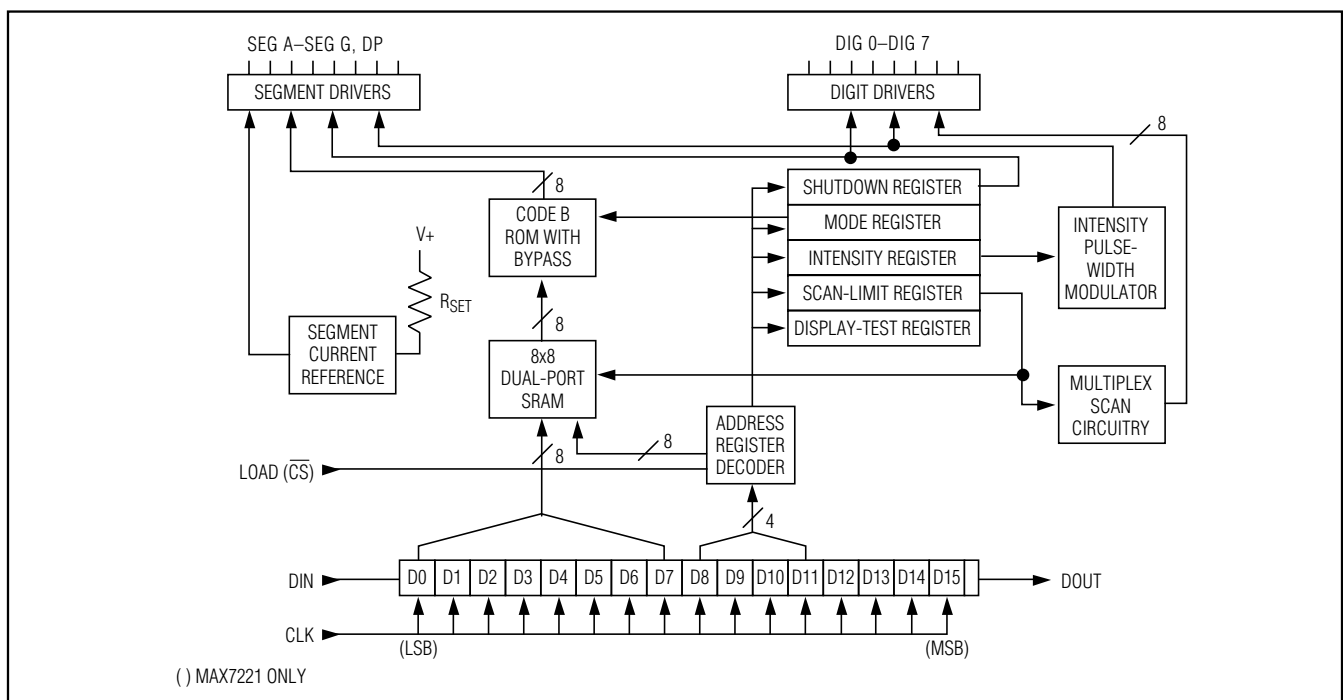 SEG A–SEG G, DP
DIG 0–DIG 7
SEGMENT DRIVERS
DIGIT DRIVERS
8
8
SHUTDOWN REGISTER
MODE REGISTER
INTENSITY REGISTER
SCAN-LIMIT REGISTER
DISPLAY-TEST REGISTER
CODE B
ROM WITH
BYPASS
INTENSITY
PULSE-
WIDTH
MODULATOR
V+
RSET
8
SEGMENT
CURRENT
REFERENCE
8x8
DUAL-PORT
SRAM
MULTIPLEX
SCAN
CIRCUITRY
ADDRESS
REGISTER
DECODER
8
8
LOAD (C̅S̅)
4
DIN
D0 D1 D2 D3 D4 D5 D6 D7 D8 D9 D10 D11 D12 D13 D14 D15
DOUT
CLK
(LSB)
(MSB)
( ) MAX7221 ONLY